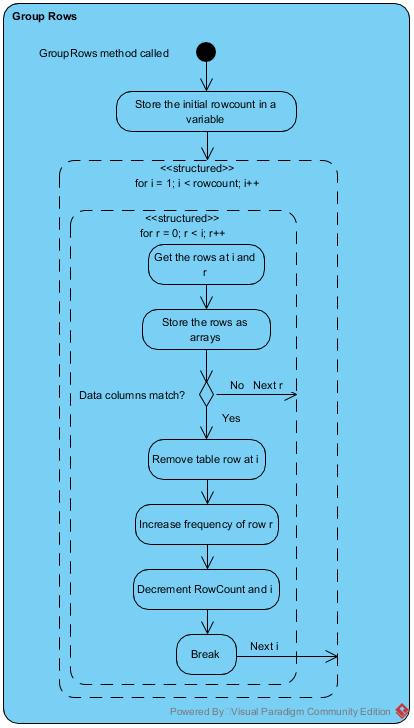 Group Rows
GroupRows method called
Store the initial rowcount in a
variable
<<structured>>
for i = 1; i < rowcount; i++
<<structured>>
for r = 0; r < i; r++
Get the rows at i and
r
Store the rows as
arrays
Data columns match?
No Next r
Yes
Remove table row at i
Increase frequency of row r
Decrement RowCount and i
Break
Next i
Powered By Visual Paradigm Community Edition